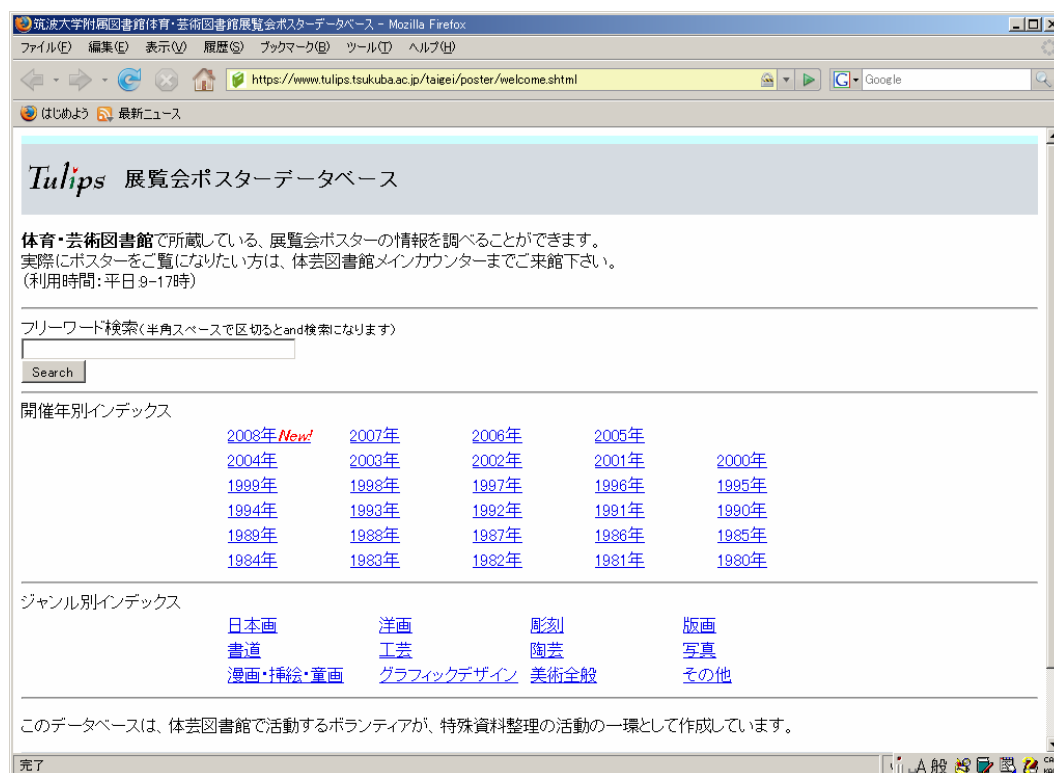 筑波大学附属図書館体育・芸術図書館展覧会ポスターデータベース - Mozilla Firefox
ファイル(F) 編集(E) 表示(V) 履歴(S) ブックマーク(B) ツール(T) ヘルプ(H)
https://www.tulips.tsukuba.ac.jp/taigei/poster/welcome.shtml Google
はじめよう 最新ニュース
Tulips 展覧会ポスターデータベース
体育・芸術図書館で所蔵している、展覧会ポスターの情報を調べることができます。
実際にポスターをご覧になりたい方は、体芸図書館メインカウンターまでご来館下さい。
(利用時間:平日9-17時)
フリーワード検索(半角スペースで区切るとand検索になります)
Search
開催年別インデックス
2008年New! 2007年 2006年 2005年
2004年 2003年 2002年 2001年 2000年
1999年 1998年 1997年 1996年 1995年
1994年 1993年 1992年 1991年 1990年
1989年 1988年 1987年 1986年 1985年
1984年 1983年 1982年 1981年 1980年
ジャンル別インデックス
日本画 洋画 彫刻 版画
書道 工芸 陶芸 写真
漫画・挿絵・童画 グラフィックデザイン 美術全般 その他
このデータベースは、体芸図書館で活動するボランティアが、特殊資料整理の活動の一環として作成しています。
完了 A 般